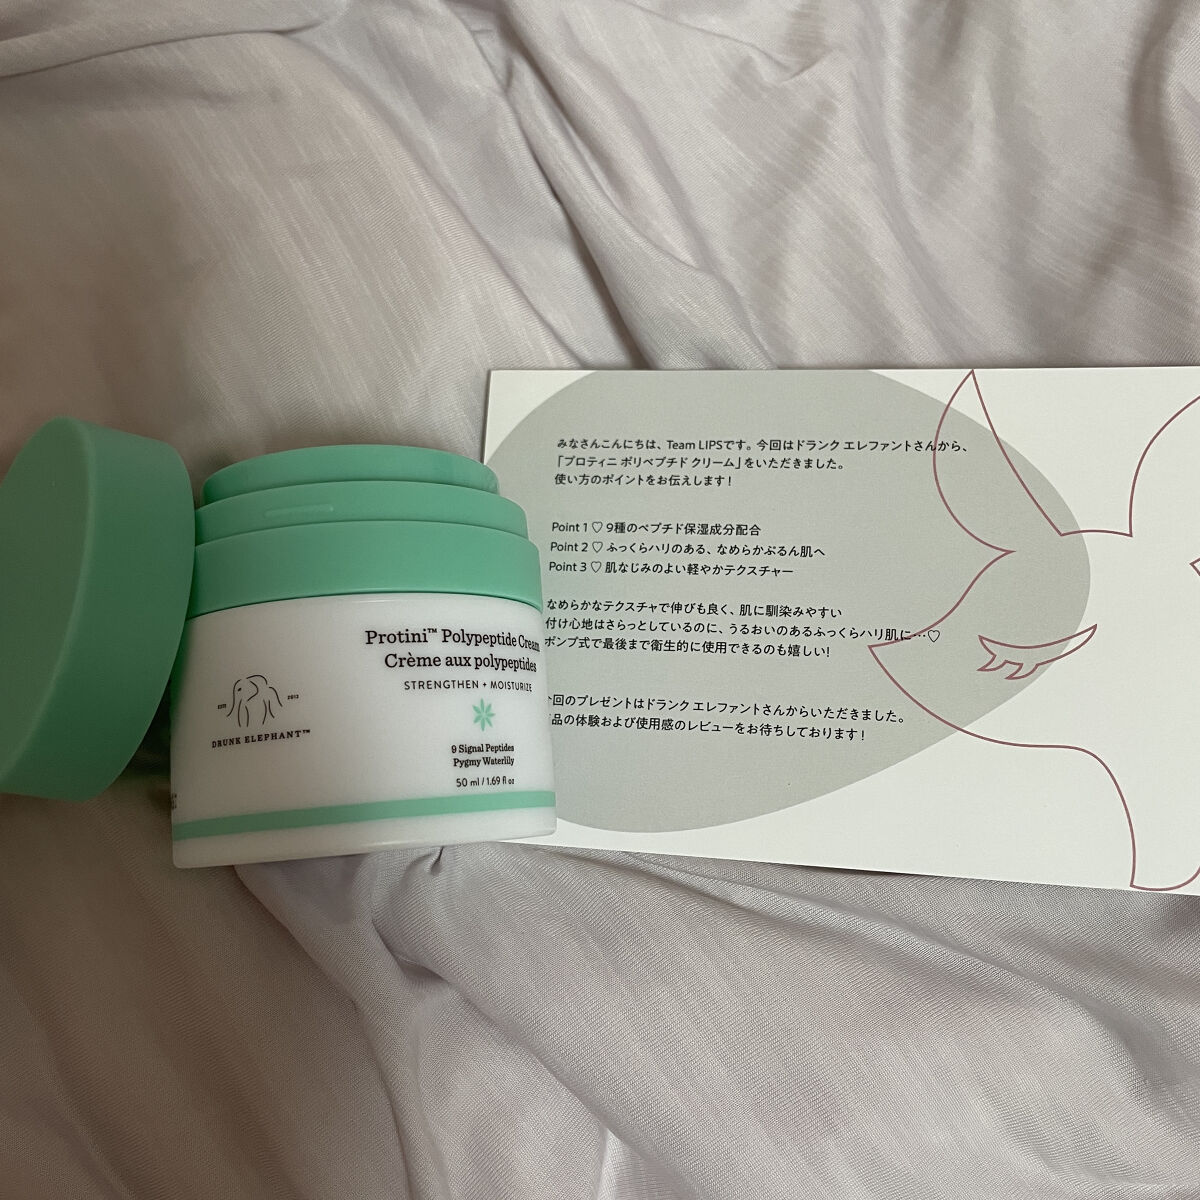 Protini™ Polypeptide Cream
Crème aux polypeptides
STRENGTHEN + MOISTURIZE
EST. 2012
DRUNK ELEPHANT™
9 Signal Peptides
Pygmy Waterlily
50 ml / 1.69 fl oz
みなさんこんにちは、Team LIPSです。今回はドランク エレファントさんから、
「プロティニ ポリペプチド クリーム」をいただきました。
使い方のポイントをお伝えします！
Point 1 ♡ 9種のペプチド保湿成分配合
Point 2 ♡ ふっくらハリのある、なめらかぷるん肌へ
Point 3 ♡ 肌なじみのよい軽やかテクスチャー
なめらかなテクスチャで伸びも良く、肌に馴染みやすい
付け心地はさらっとしているのに、うるおいのあるふっくらハリ肌に…♡
ポンプ式で最後まで衛生的に使用できるのも嬉しい!
今回のプレゼントはドランク エレファントさんからいただきました。
品の体験および使用感のレビューをお待ちしております！